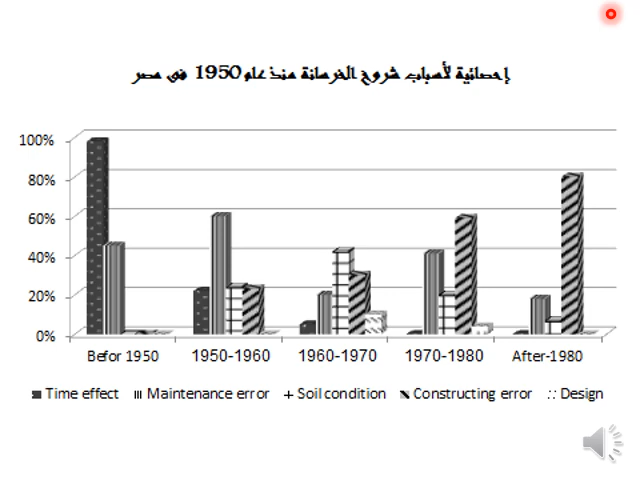 إحصائية لأسباب شروخ الخرسانة منذ عام 1950 فى مصر
100%
80%
60%
40%
20%
0%
Befor 1950 1950-1960 1960-1970 1970-1980 After-1980
Time effect Maintenance error Soil condition Constructing error Design